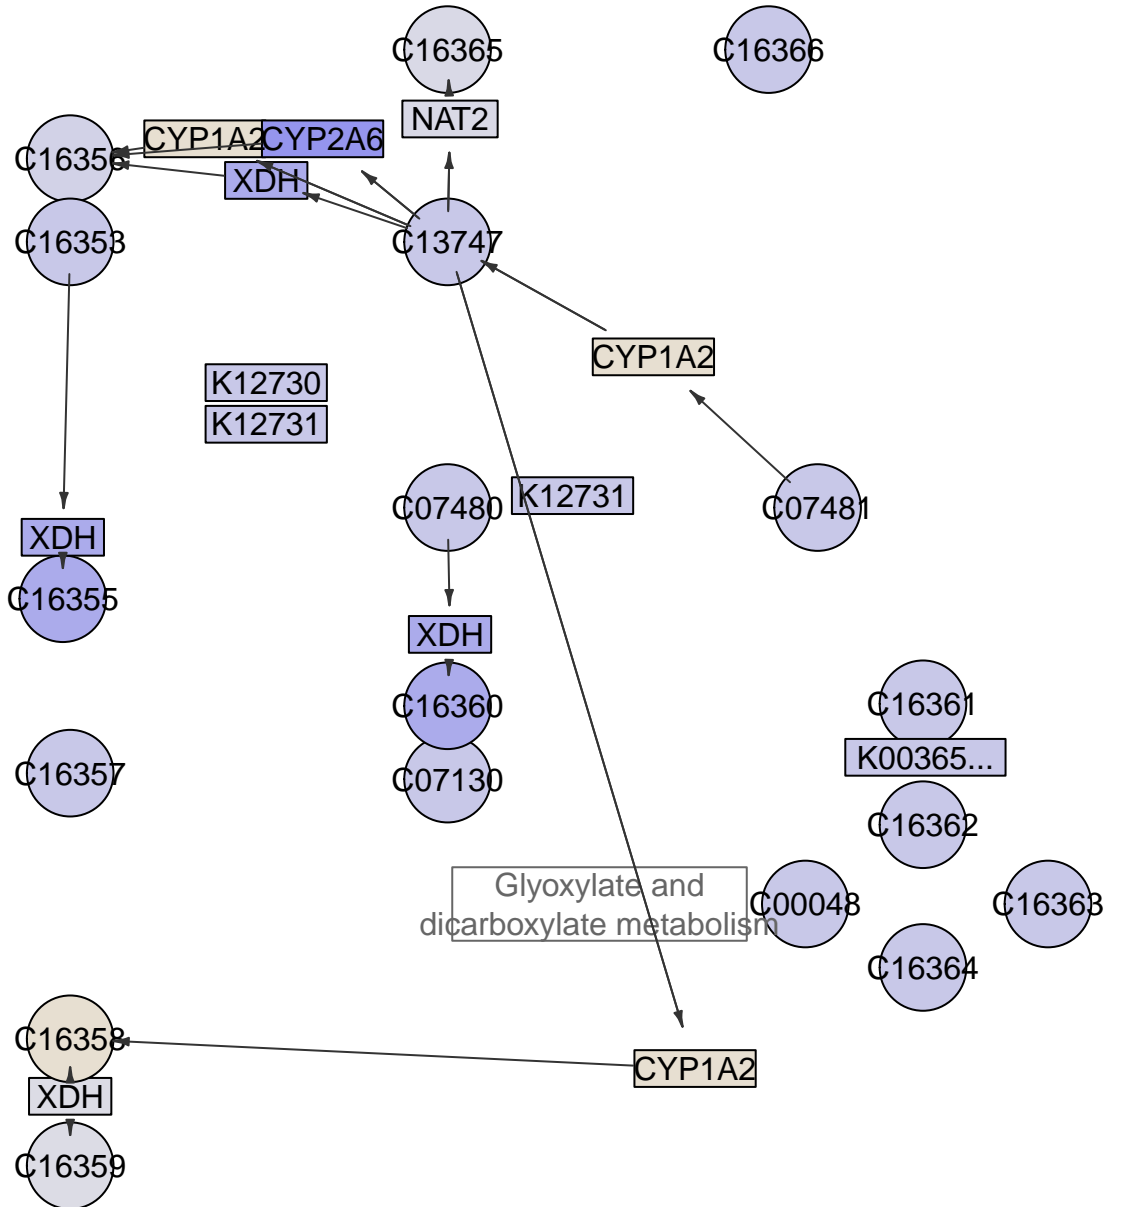 C16365
C16366
NAT2
CYP1A2
CYP2A6
C16356
XDH
C16353
C13747
CYP1A2
K12730
K12731
C07480
K12731
C07481
XDH
C16355
XDH
C16360
C16361
K00365...
C16357
C07130
C16362
Glyoxylate and
dicarboxylate metabolism
C00048
C16363
C16364
C16358
CYP1A2
XDH
C16359